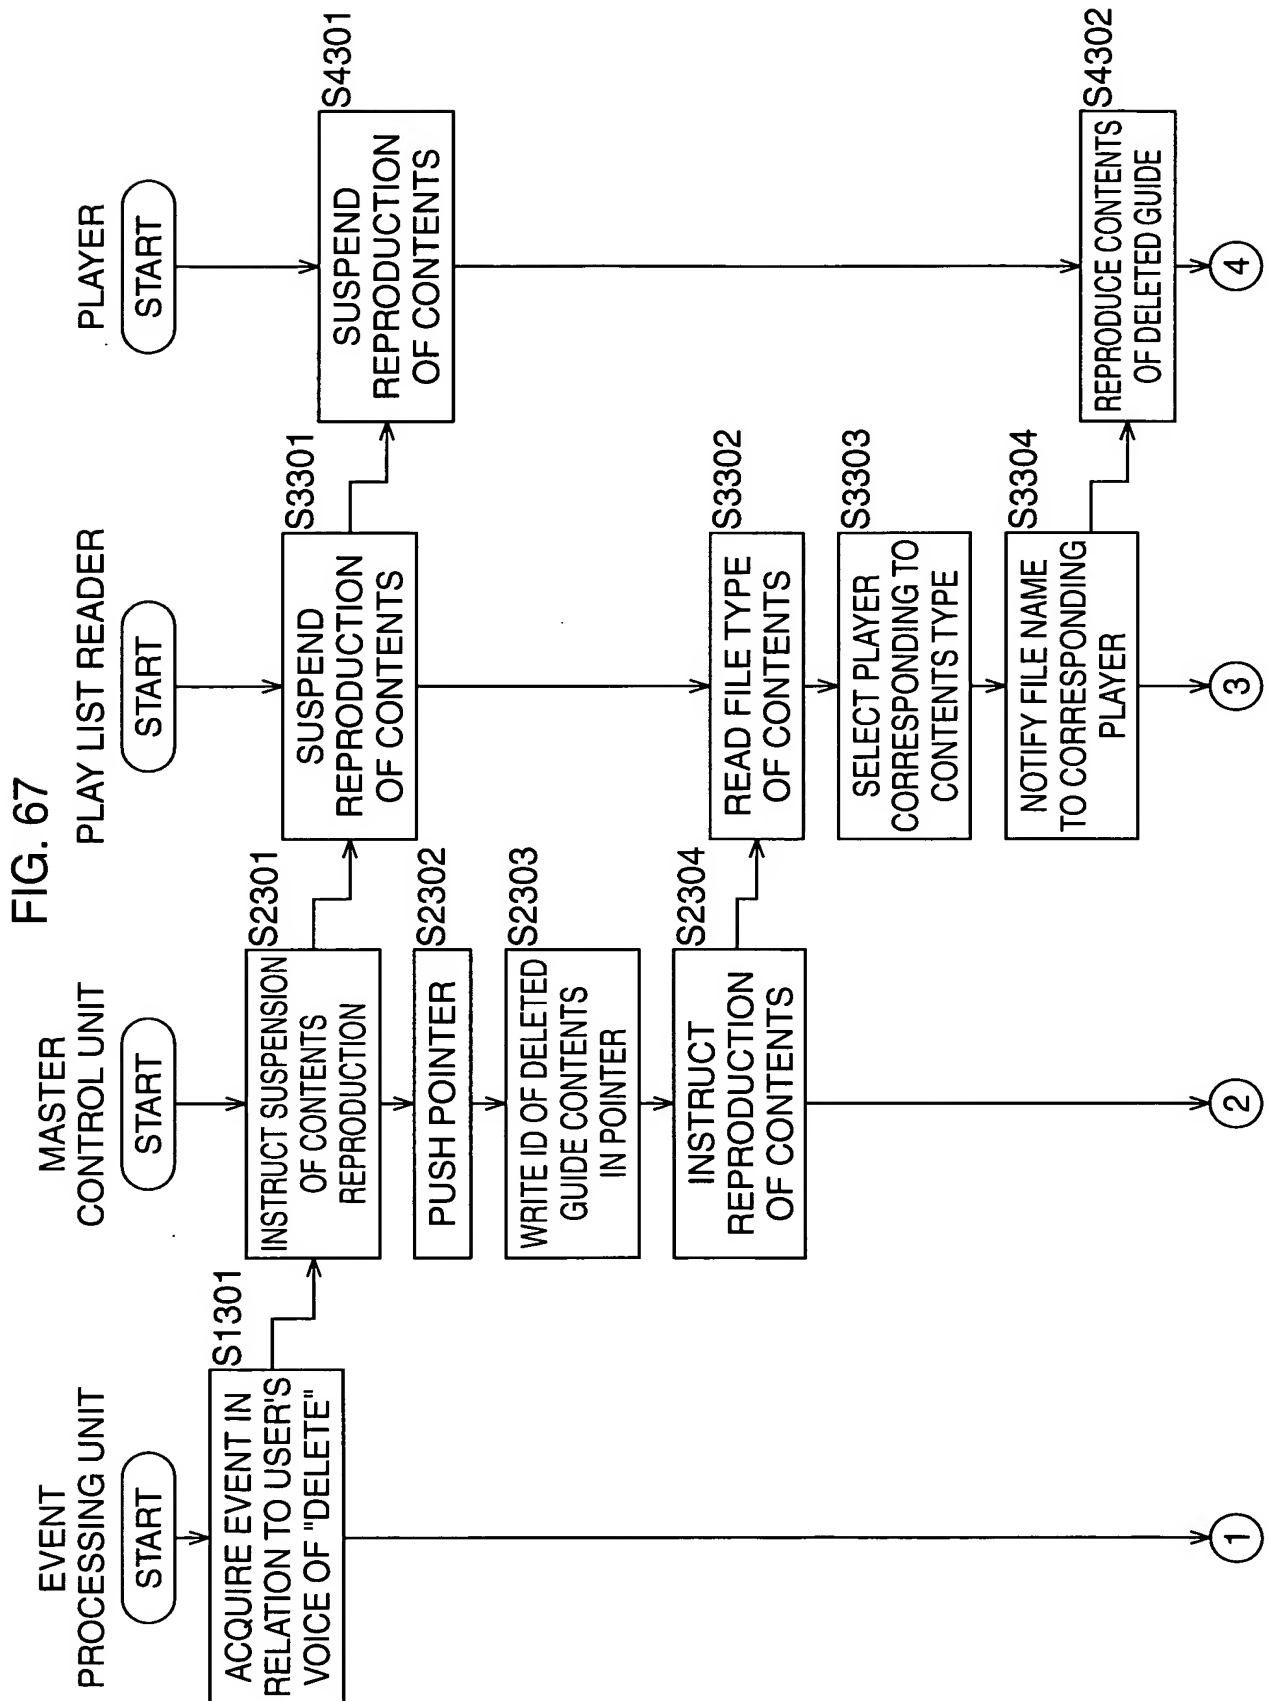 FIG. 67
EVENT
PROCESSING UNIT
START
ACQUIRE EVENT IN
RELATION TO USER'S
VOICE OF "DELETE"
S1301
1
MASTER
CONTROL UNIT
START
INSTRUCT SUSPENSION
OF CONTENTS
REPRODUCTION
S2301
PUSH POINTER
S2302
WRITE ID OF DELETED
GUIDE CONTENTS
IN POINTER
S2303
INSTRUCT
REPRODUCTION
OF CONTENTS
S2304
2
PLAY LIST READER
START
SUSPEND
REPRODUCTION
OF CONTENTS
S3301
READ FILE TYPE
OF CONTENTS
S3302
SELECT PLAYER
CORRESPONDING TO
CONTENTS TYPE
S3303
NOTIFY FILE NAME
TO CORRESPONDING
PLAYER
S3304
3
PLAYER
START
SUSPEND
REPRODUCTION
OF CONTENTS
S4301
REPRODUCE CONTENTS
OF DELETED GUIDE
S4302
4